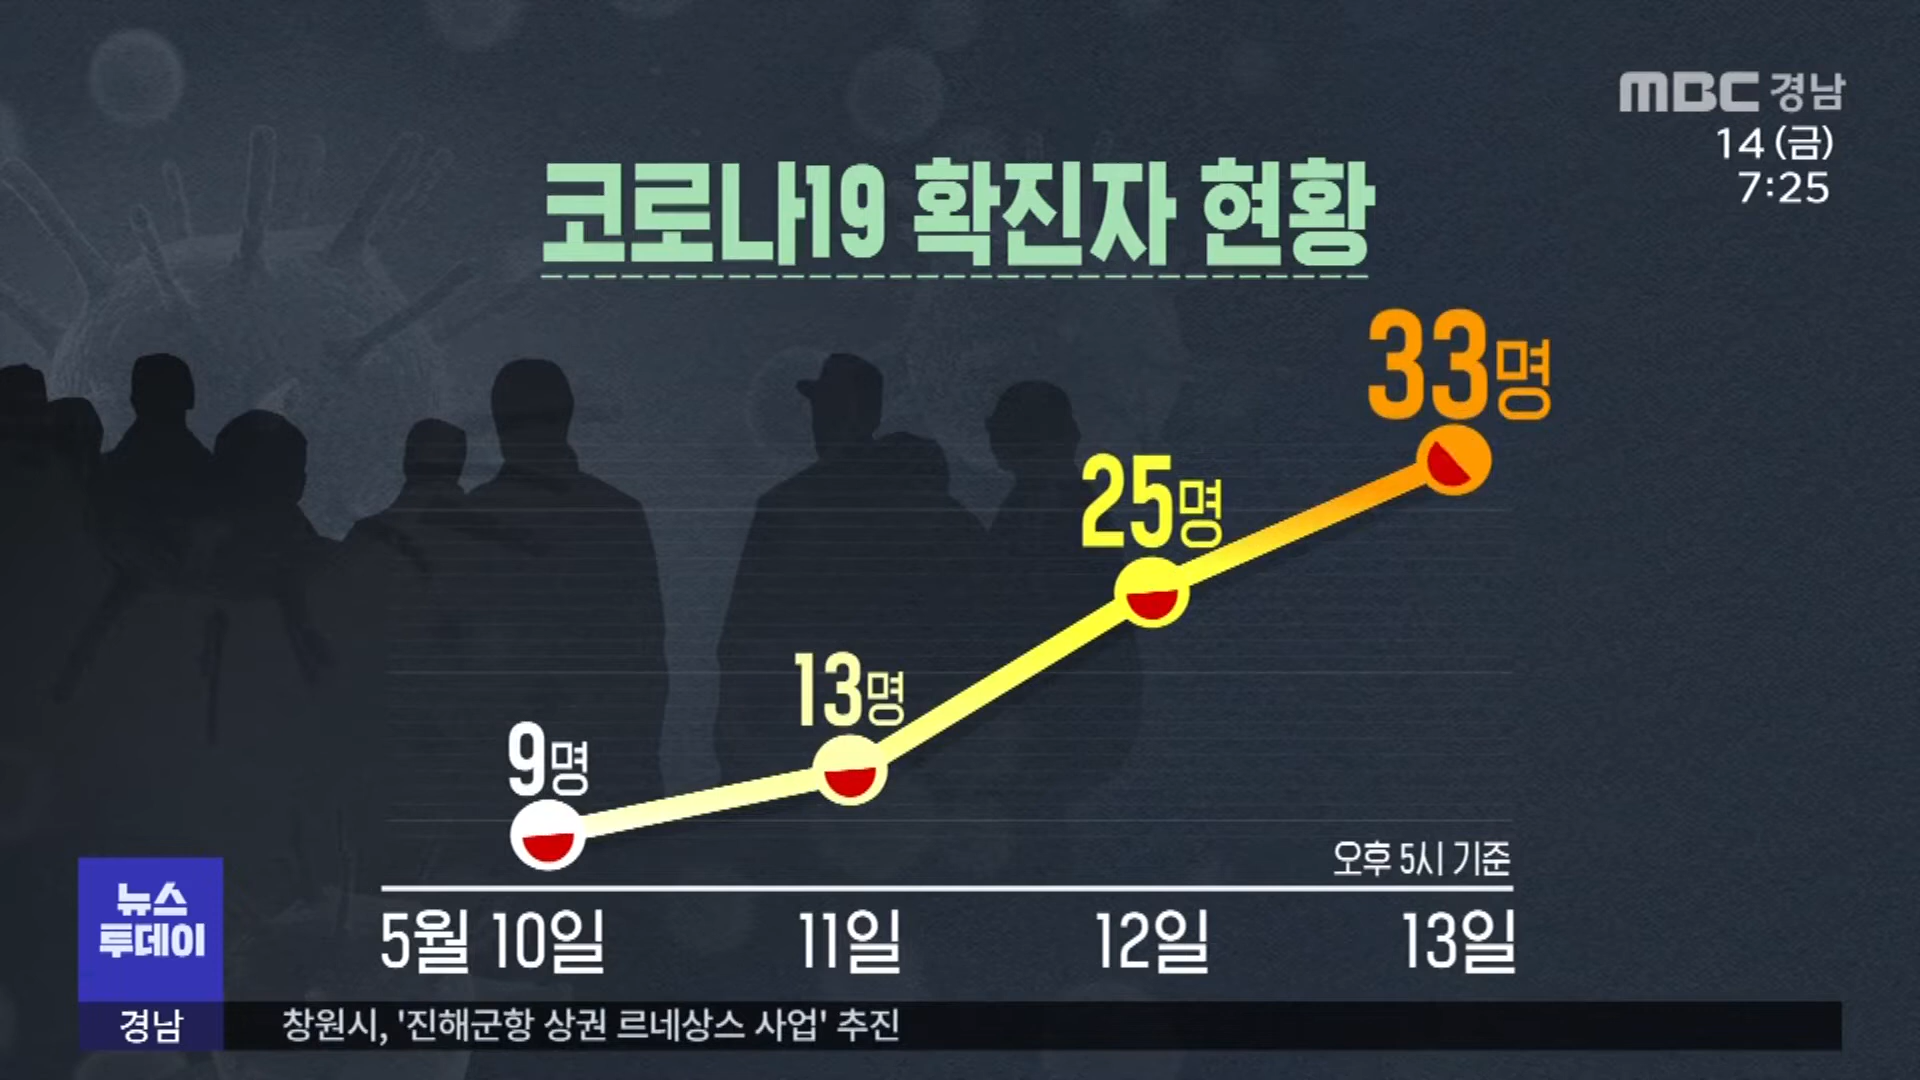 MBC 경남
14 (금)
7:25
코로나19 확진자 현황
33명
25명
13명
9명
오후 5시 기준
5월 10일 11일 12일 13일
뉴스
투데이
경남 창원시, '진해군항 상권 르네상스 사업' 추진